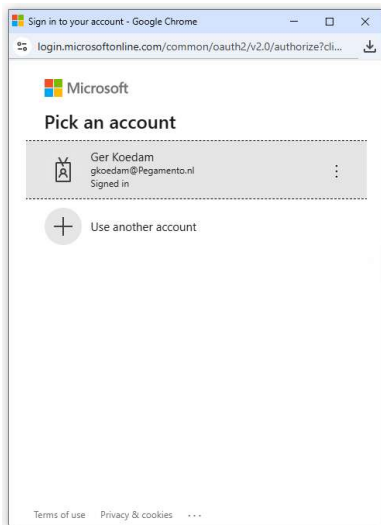 Sign in to your account - Google Chrome
login.microsoftonline.com/common/oauth2/v2.0/authorize?cli...
Microsoft
Pick an account
Ger Koedam
gkoedam@Pegamento.nl
Signed in
Use another account
Terms of use Privacy & cookies ...